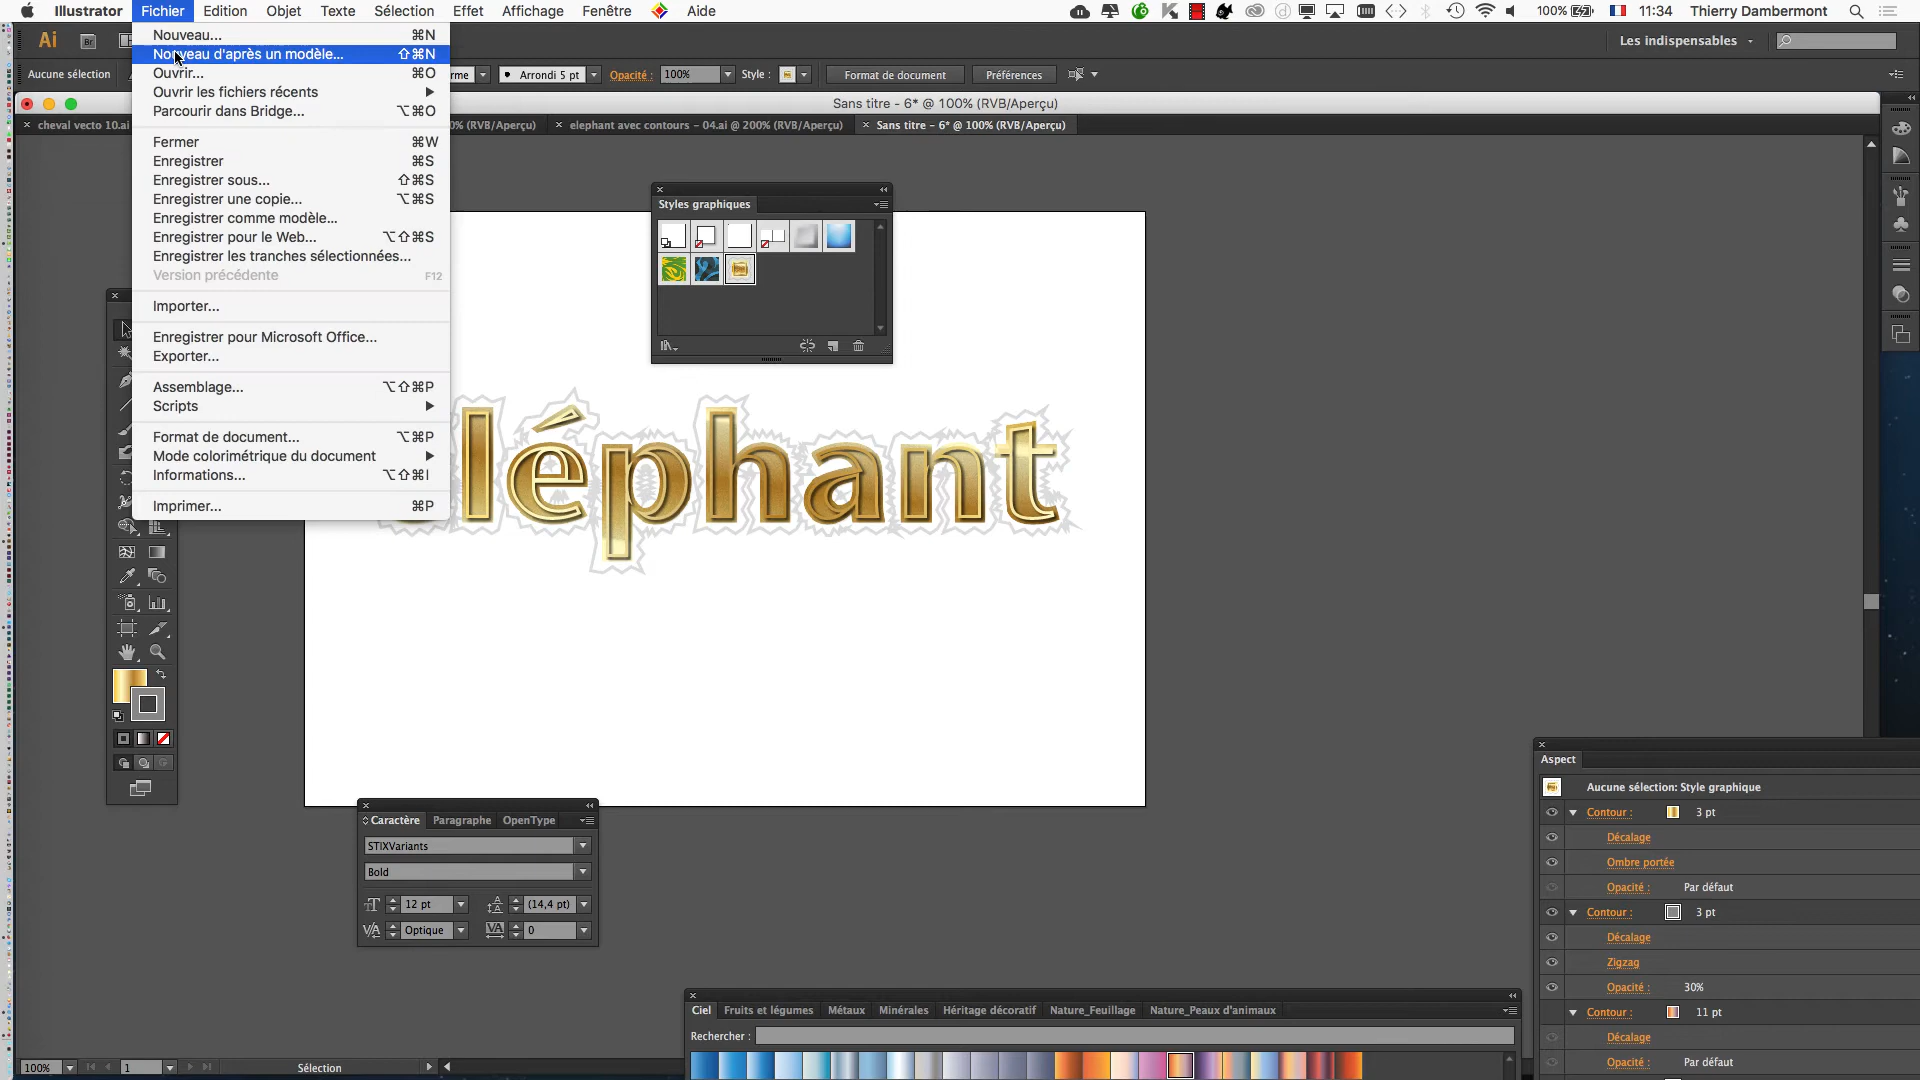 Illustrator Fichier Edition Objet Texte Sélection Effet Affichage Fenêtre Aide 100% 11:34 Thierry Dambermont
Ai Br Les indispensables
Aucune sélection Arrondi 5 pt Opacité : 100% Style : Format de document Préférences
Nouveau... ⌘N
Nouveau d'après un modèle... ⇧⌘N
Ouvrir... ⌘O
Ouvrir les fichiers récents
Parcourir dans Bridge... ⌥⌘O
Fermer ⌘W
Enregistrer ⌘S
Enregistrer sous... ⇧⌘S
Enregistrer une copie... ⌥⌘S
Enregistrer comme modèle...
Enregistrer pour le Web... ⌥⇧⌘S
Enregistrer les tranches sélectionnées...
Version précédente F12
Importer...
Enregistrer pour Microsoft Office...
Exporter...
Assemblage... ⌥⇧⌘P
Scripts
Format de document... ⌥⌘P
Mode colorimétrique du document
Informations... ⌥⇧⌘I
Imprimer... ⌘P
Sans titre - 6* @ 100% (RVB/Aperçu)
cheval vecto 10.ai 0% (RVB/Aperçu) elephant avec contours - 04.ai @ 200% (RVB/Aperçu) Sans titre - 6* @ 100% (RVB/Aperçu)
Styles graphiques
léphant
Caractère Paragraphe OpenType
STIXVariants
Bold
12 pt (14,4 pt)
Optique 0
Aspect
Aucune sélection: Style graphique
Contour : 3 pt
Décalage
Ombre portée
Opacité : Par défaut
Contour : 3 pt
Décalage
Zigzag
Opacité : 30%
Contour : 11 pt
Décalage
Opacité : Par défaut
Ciel Fruits et légumes Métaux Minérales Héritage décoratif Nature_Feuillage Nature_Peaux d'animaux
Rechercher :
100% 1 Sélection